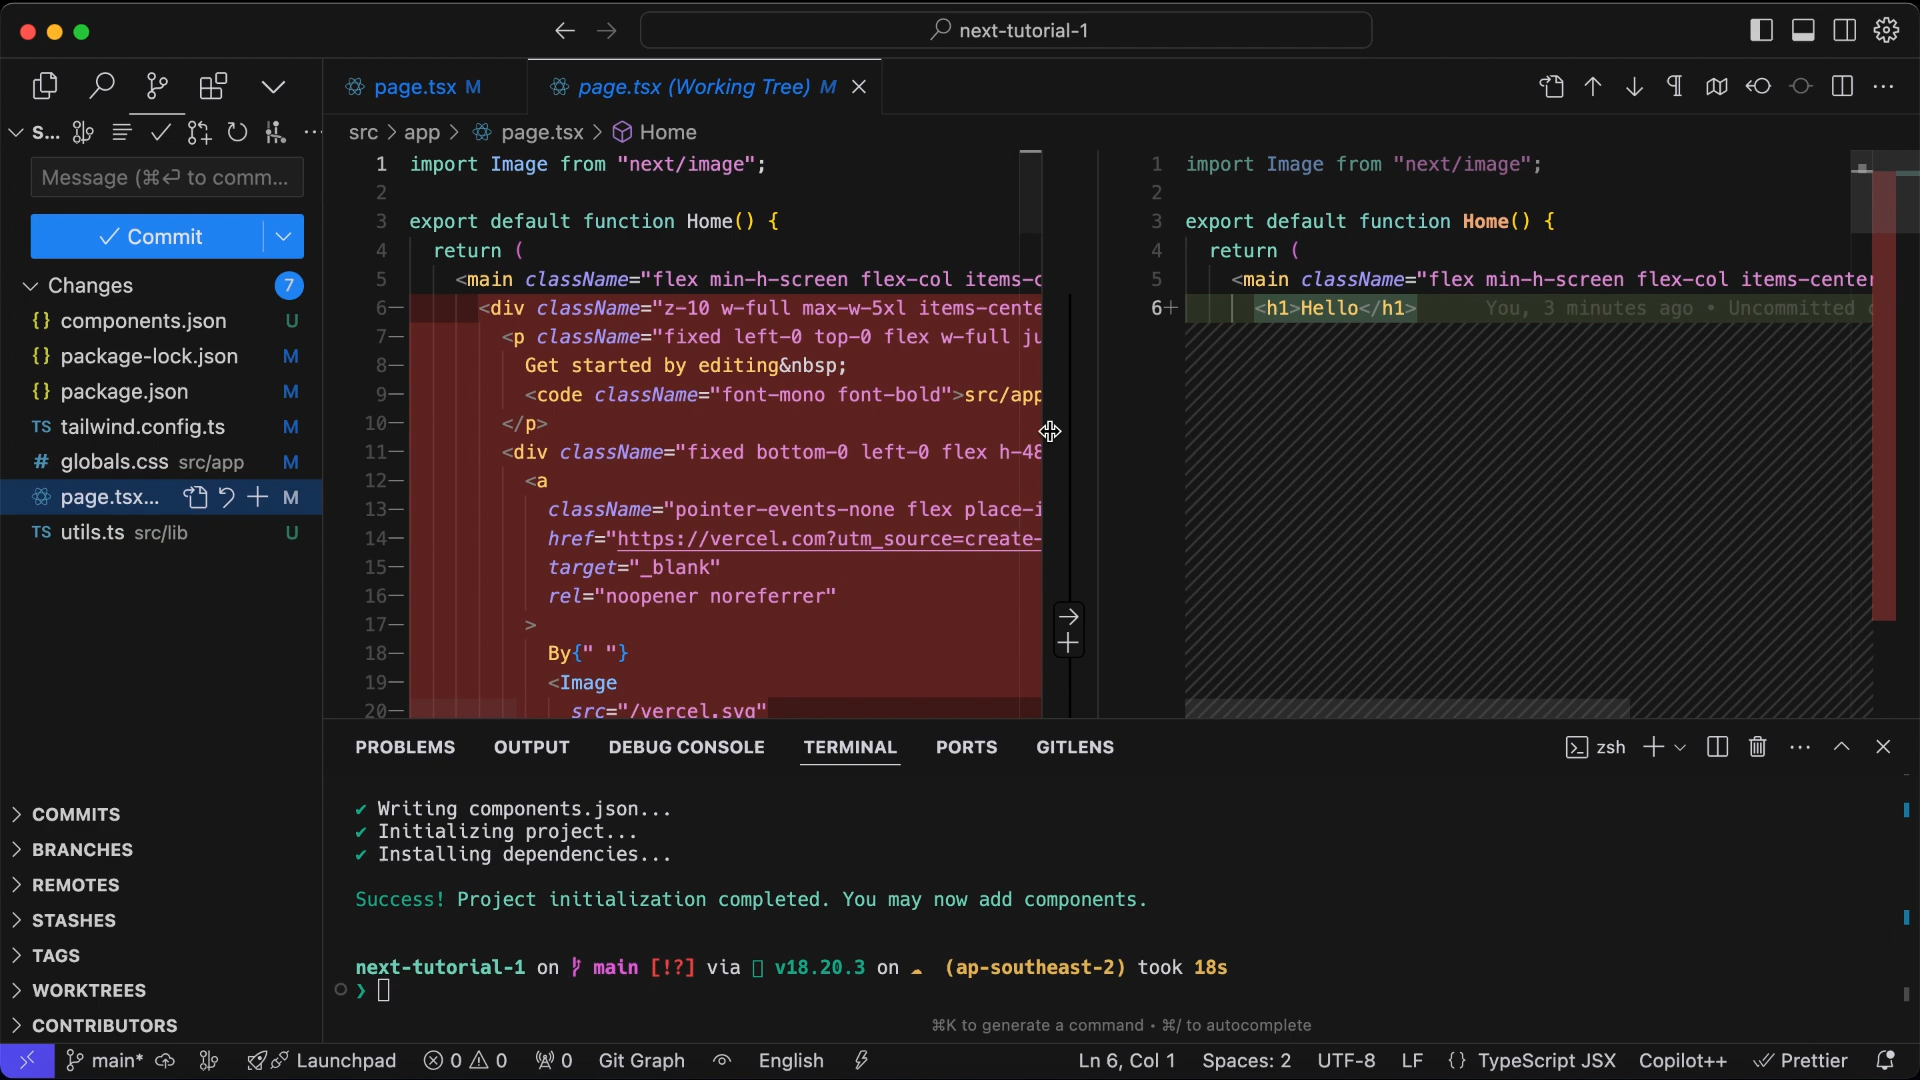 next-tutorial-1
page.tsx M
page.tsx (Working Tree) M
S...
src > app > page.tsx > Home
Message (⌘⏎ to comm...
Commit
Changes 7
{} components.json U
{} package-lock.json M
{} package.json M
TS tailwind.config.ts M
# globals.css src/app M
page.tsx... M
TS utils.ts src/lib U
COMMITS
BRANCHES
REMOTES
STASHES
TAGS
WORKTREES
CONTRIBUTORS
1 import Image from "next/image";
2
3 export default function Home() {
4 return (
5 <main className="flex min-h-screen flex-col items-c
6— <div className="z-10 w-full max-w-5xl items-cente
7— <p className="fixed left-0 top-0 flex w-full ju
8— Get started by editing&nbsp;
9— <code className="font-mono font-bold">src/app
10— </p>
11— <div className="fixed bottom-0 left-0 flex h-48
12— <a
13— className="pointer-events-none flex place-i
14— href="https://vercel.com?utm_source=create-
15— target="_blank"
16— rel="noopener noreferrer"
17— >
18— By{" "}
19— <Image
20— src="/vercel.svg"
1 import Image from "next/image";
2
3 export default function Home() {
4 return (
5 <main className="flex min-h-screen flex-col items-center
6+ <h1>Hello</h1> You, 3 minutes ago • Uncommitted c
PROBLEMS OUTPUT DEBUG CONSOLE TERMINAL PORTS GITLENS
zsh
✔ Writing components.json...
✔ Initializing project...
✔ Installing dependencies...
Success! Project initialization completed. You may now add components.
next-tutorial-1 on main [!?] via v18.20.3 on ☁ (ap-southeast-2) took 18s
❯
⌘K to generate a command • ⌘/ to autocomplete
main* Launchpad 0 0 0 Git Graph English Ln 6, Col 1 Spaces: 2 UTF-8 LF {} TypeScript JSX Copilot++ Prettier